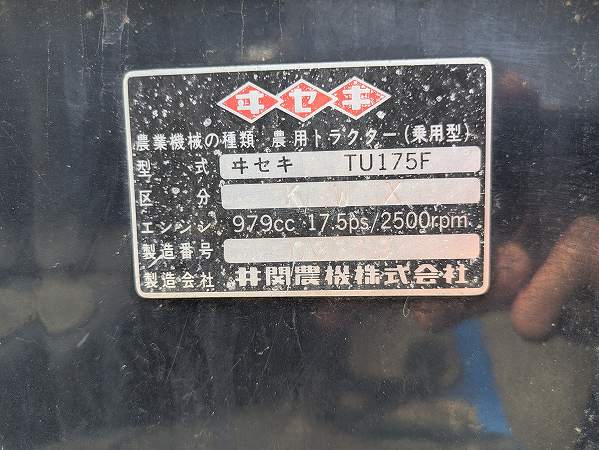 ヰセキ
農業機械の種類 農用トラクター(乗用型)
型式 ヰセキ TU175F
区分 KWX
エンジン 979cc 17.5ps/2500rpm
製造番号
製造会社 井関農機株式会社